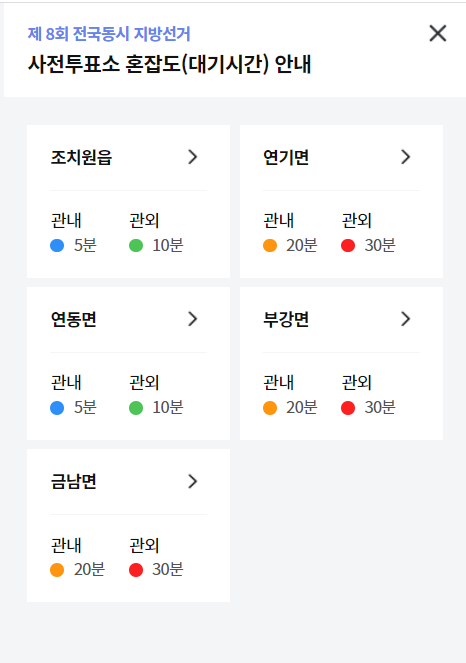 제 8회 전국동시 지방선거
사전투표소 혼잡도(대기시간) 안내
조치원읍
연기면
관내 관외
5분 10분
관내 관외
20분 30분
연동면
부강면
관내 관외
5분 10분
관내 관외
20분 30분
금남면
관내 관외
20분 30분